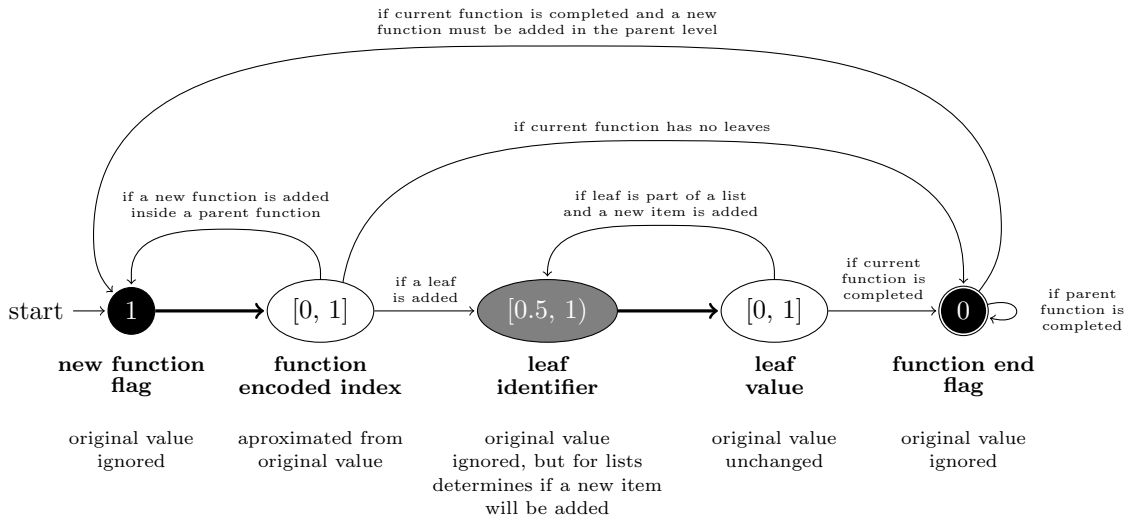 if current function is completed and a new
function must be added in the parent level
if current function has no leaves
if a new function is added
inside a parent function
if leaf is part of a list
and a new item is added
if a leaf
is added
if current
function is
completed
if parent
function is
completed
start
1
[0, 1]
[0.5, 1)
[0, 1]
0
new function
flag
function
encoded index
leaf
identifier
leaf
value
function end
flag
original value
ignored
aproximated from
original value
original value
ignored, but for lists
determines if a new item
will be added
original value
unchanged
original value
ignored